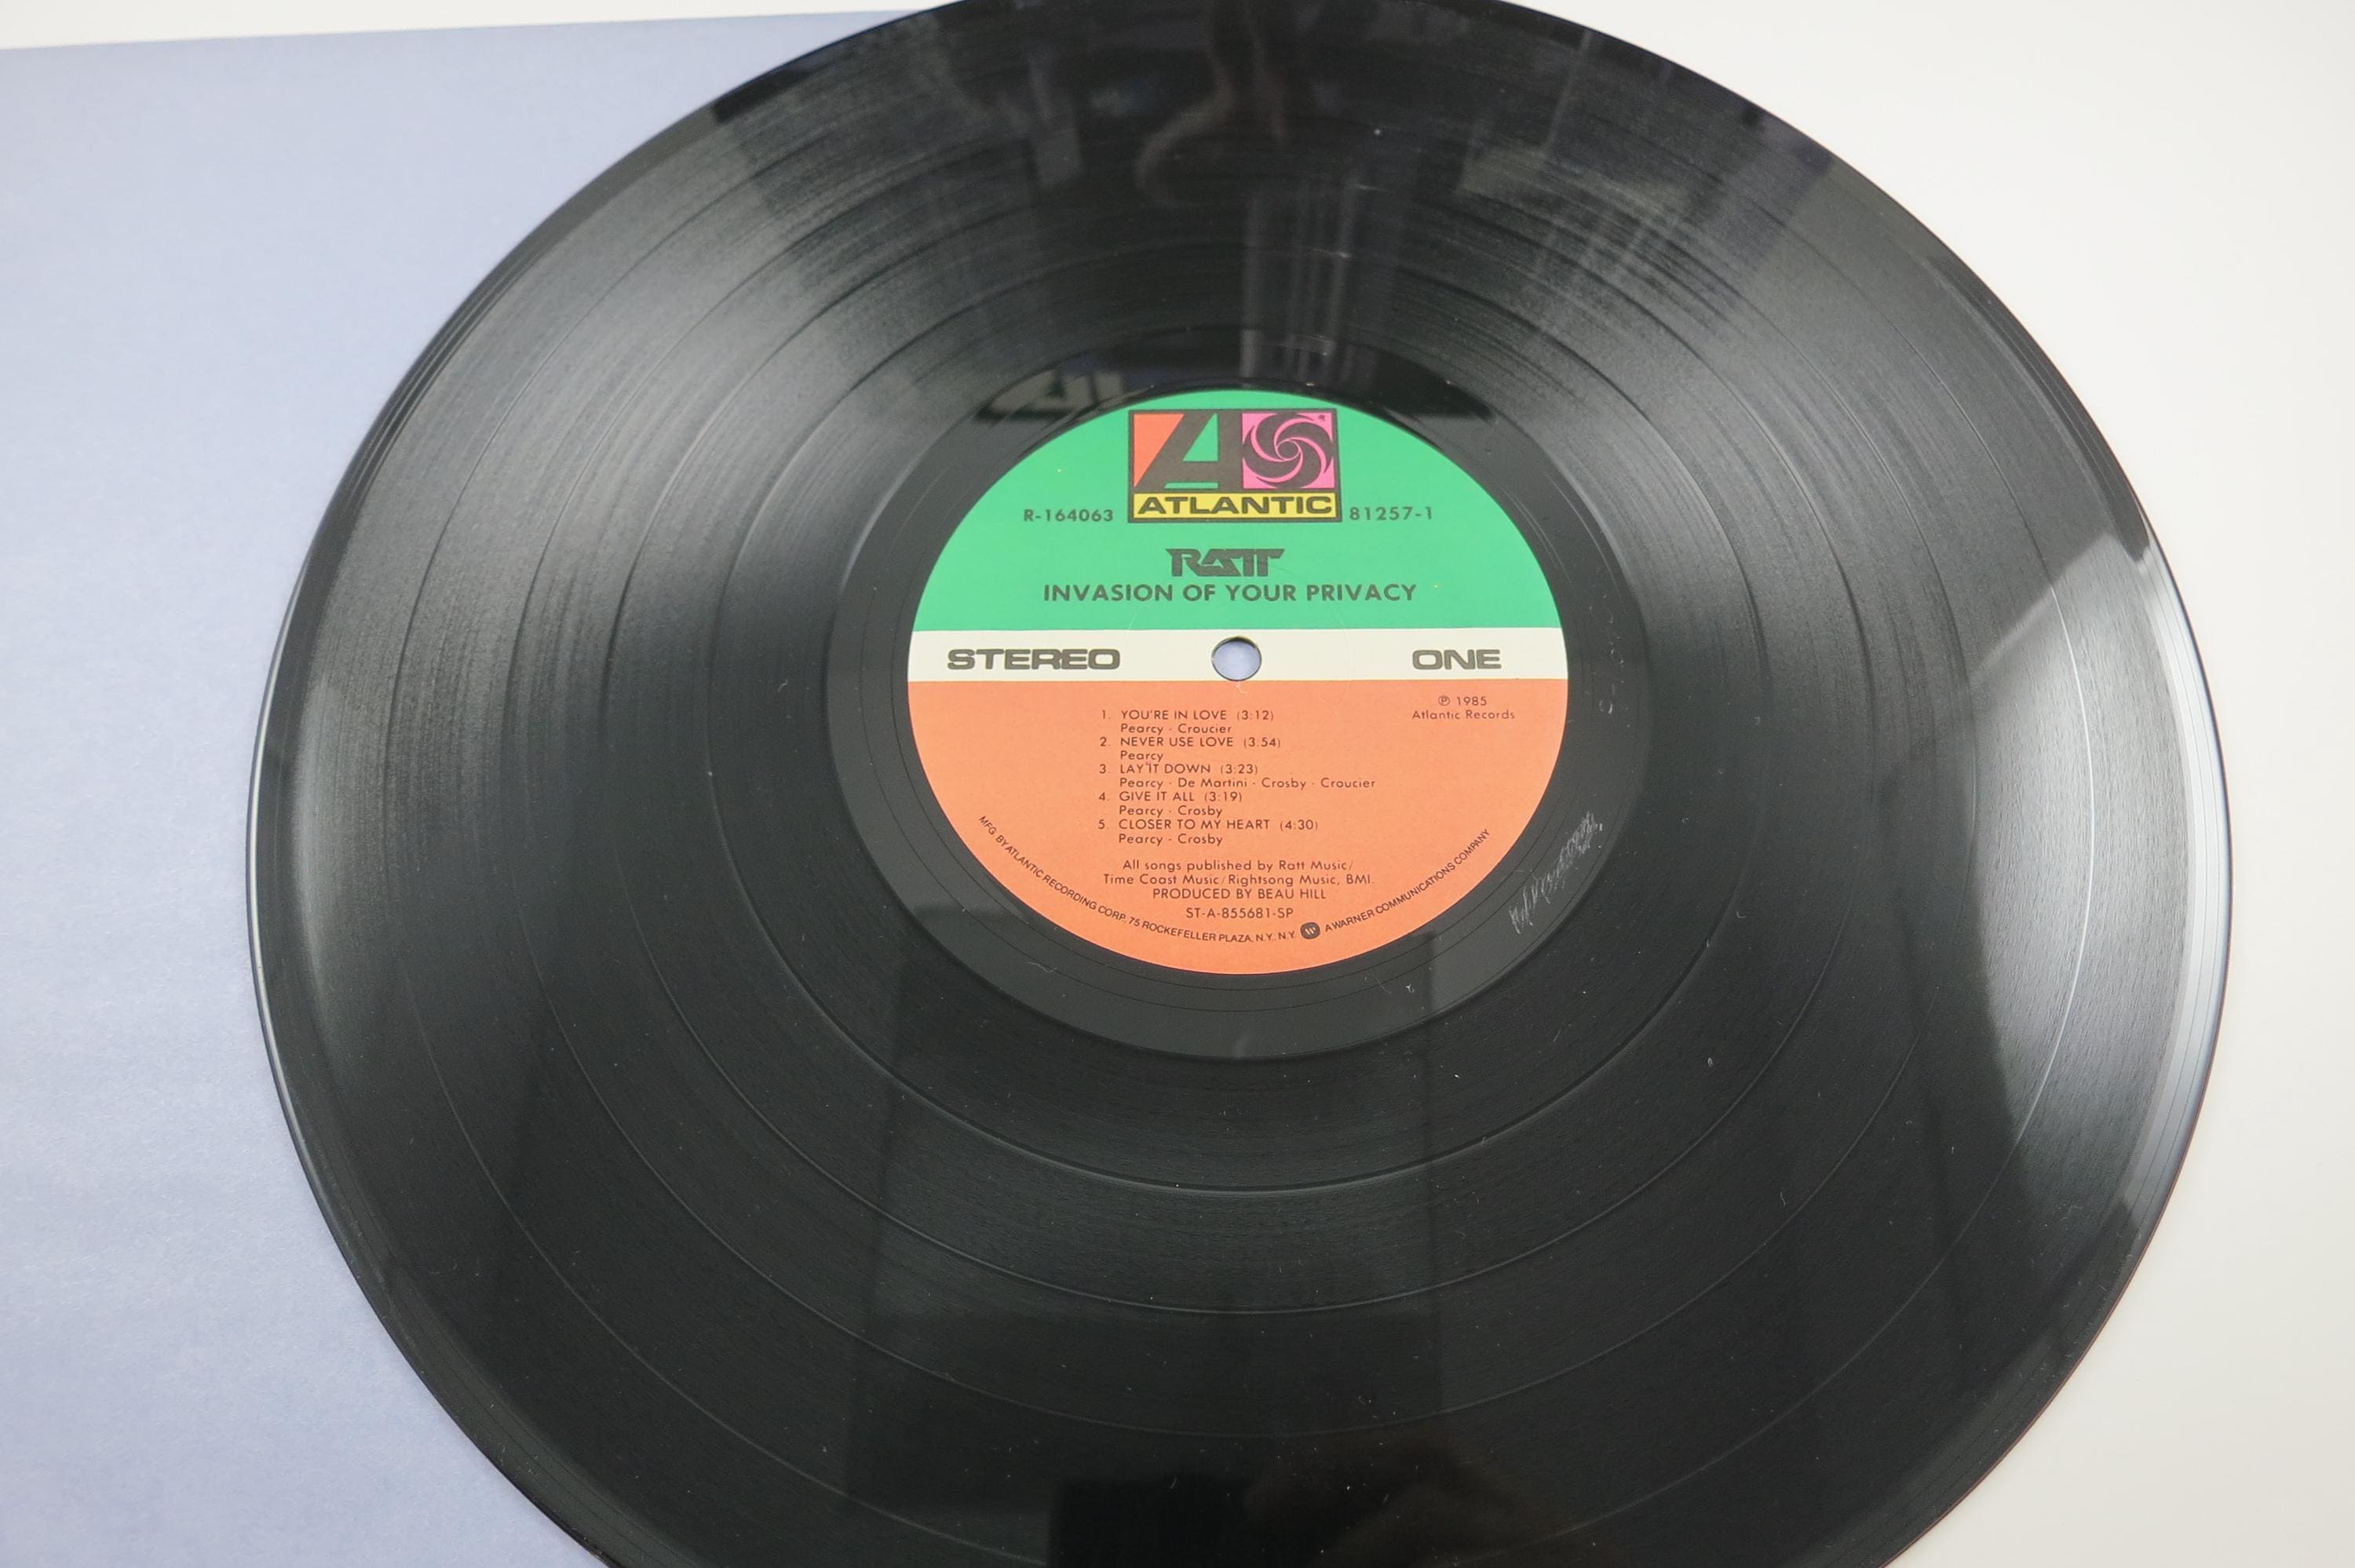 ATLANTIC
R-164063
81257-1
RATT
INVASION OF YOUR PRIVACY
STEREO
ONE
℗ 1985
Atlantic Records
1. YOU'RE IN LOVE (3:12)
Pearcy - Croucier
2. NEVER USE LOVE (3:54)
Pearcy
3. LAY IT DOWN (3:23)
Pearcy - De Martini - Crosby - Croucier
4. GIVE IT ALL (3:19)
Pearcy - Crosby
5. CLOSER TO MY HEART (4:30)
Pearcy - Crosby
All songs published by Ratt Music/
Time Coast Music/Rightsong Music, BMI.
PRODUCED BY BEAU HILL
ST-A-855681-SP
MFG. BY ATLANTIC RECORDING CORP. 75 ROCKEFELLER PLAZA, N.Y. N.Y. A WARNER COMMUNICATIONS COMPANY